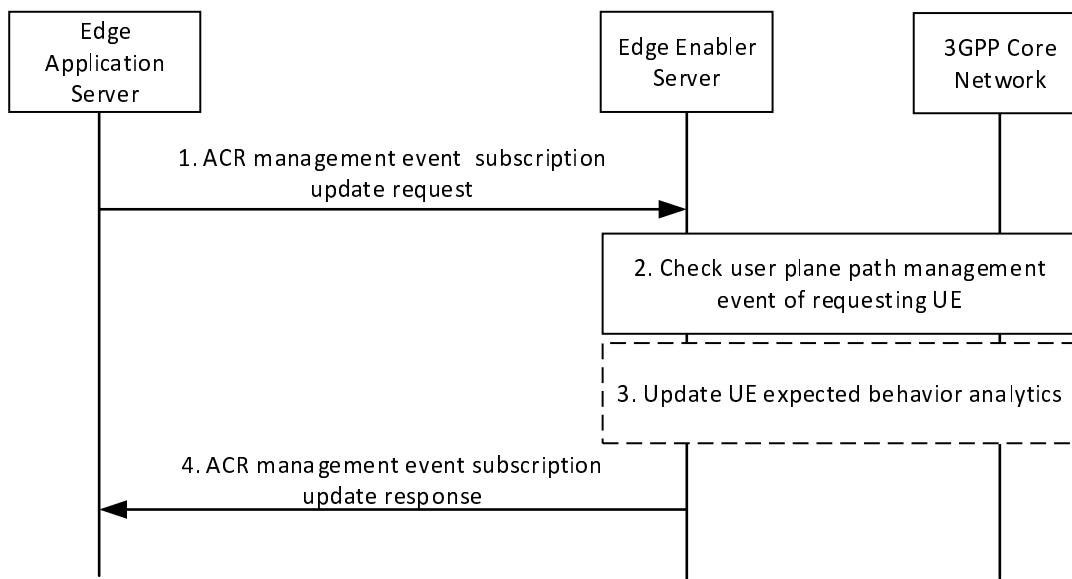 Edge
Application
Server
Edge Enabler
Server
3GPP Core
Network
1. ACR management event subscription
update request
2. Check user plane path management
event of requesting UE
3. Update UE expected behavior analytics
4. ACR management event subscription
update response